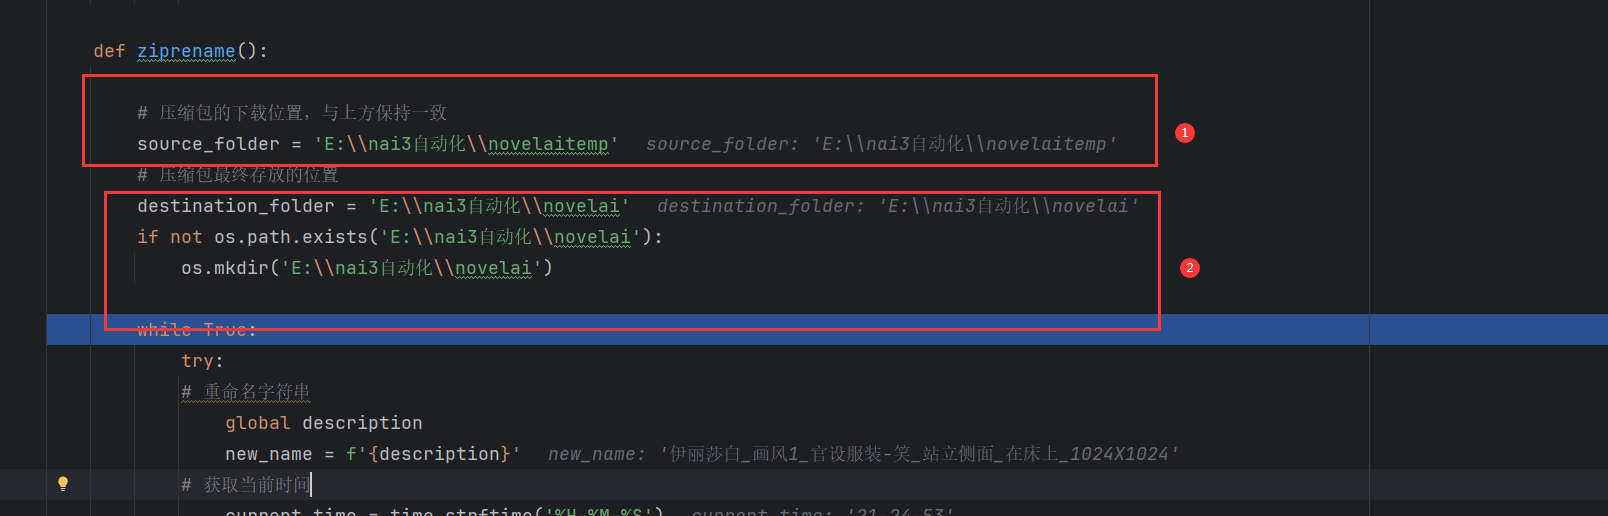 def ziprename():
# 压缩包的下载位置，与上方保持一致
source_folder = 'E:\\nai3自动化\\novelaitemp'   source_folder: 'E:\\nai3自动化\\novelaitemp'
1
# 压缩包最终存放的位置
destination_folder = 'E:\\nai3自动化\\novelai'   destination_folder: 'E:\\nai3自动化\\novelai'
if not os.path.exists('E:\\nai3自动化\\novelai'):
os.mkdir('E:\\nai3自动化\\novelai')
2
while True:
try:
# 重命名字符串
global description
new_name = f'{description}'   new_name: '伊丽莎白_画风1_官设服装-笑_站立侧面_在床上_1024X1024'
# 获取当前时间
current_time = time.strftime('%H_%M_%S')   current_time: '21_24_53'